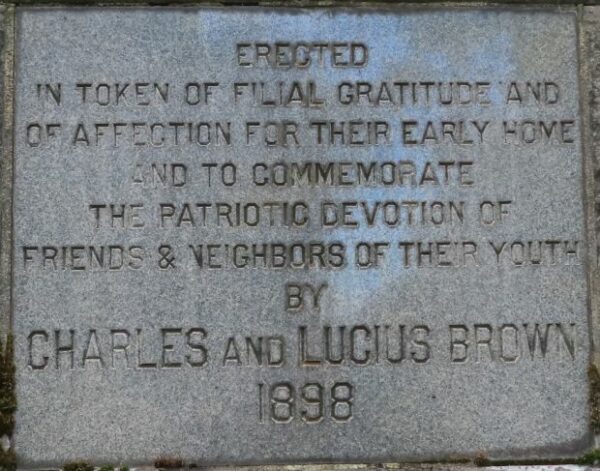 ERECTED
IN TOKEN OF FILIAL GRATITUDE AND
OF AFFECTION FOR THEIR EARLY HOME
AND TO COMMEMORATE
THE PATRIOTIC DEVOTION OF
FRIENDS & NEIGHBORS OF THEIR YOUTH
BY
CHARLES AND LUCIUS BROWN
1898